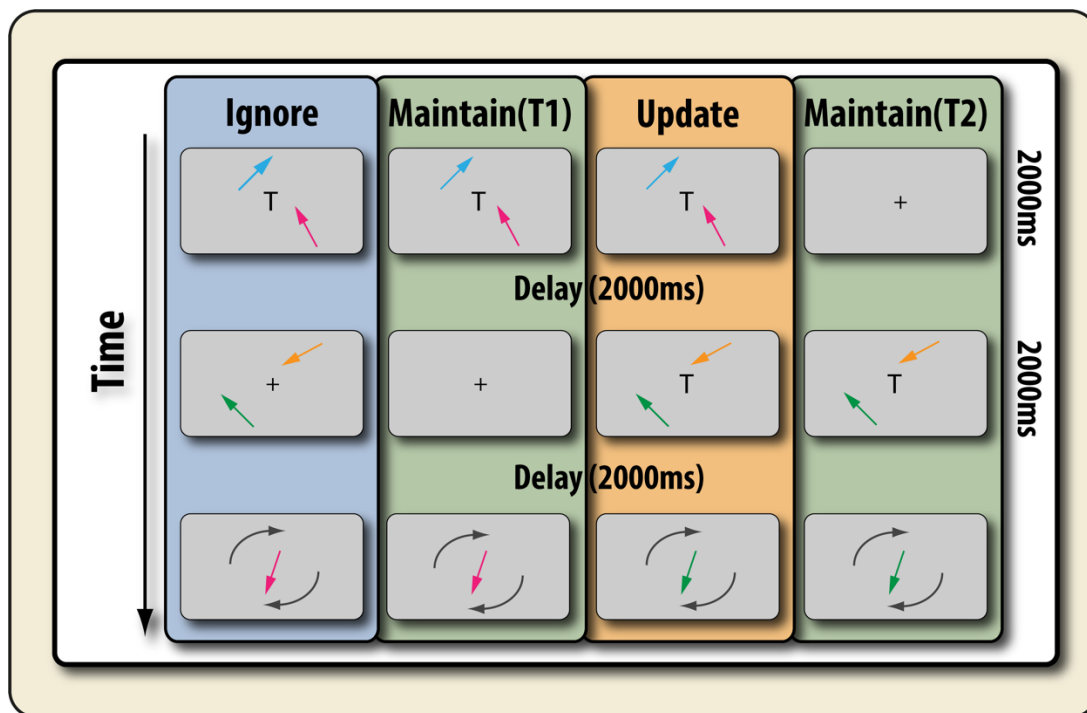 Ignore
Maintain(T1)
Update
Maintain(T2)
T
T
T
+
2000ms
Delay (2000ms)
Time
+
+
T
T
2000ms
Delay (2000ms)